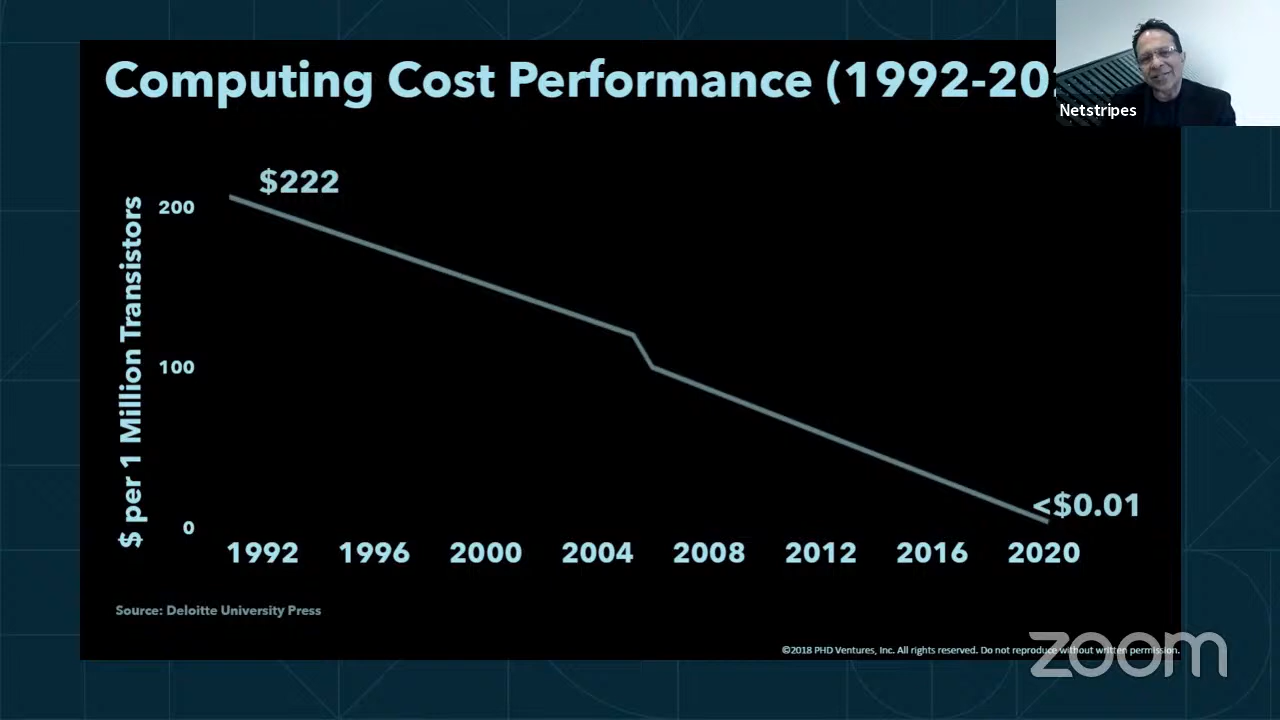 Computing Cost Performance (1992-20
Netstripes
$222
$ per 1 Million Transistors
200
100
0
<$0.01
1992 1996 2000 2004 2008 2012 2016 2020
Source: Deloitte University Press
©2018 PHD Ventures, Inc. All rights reserved. Do not reproduce without written permission.
zoom